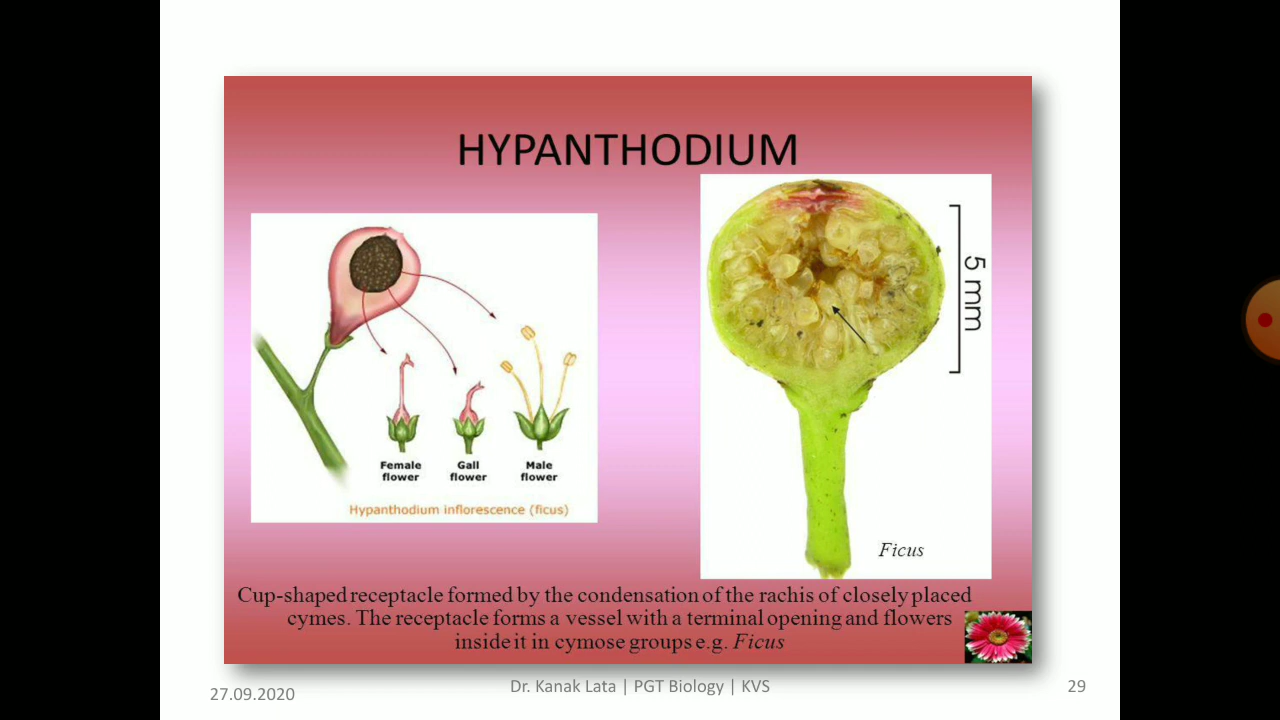 HYPANTHODIUM
Female
flower
Gall
flower
Male
flower
Hypanthodium inflorescence (ficus)
5 mm
Ficus
Cup-shaped receptacle formed by the condensation of the rachis of closely placed
cymes. The receptacle forms a vessel with a terminal opening and flowers
inside it in cymose groups e.g. Ficus
27.09.2020
Dr. Kanak Lata | PGT Biology | KVS
29